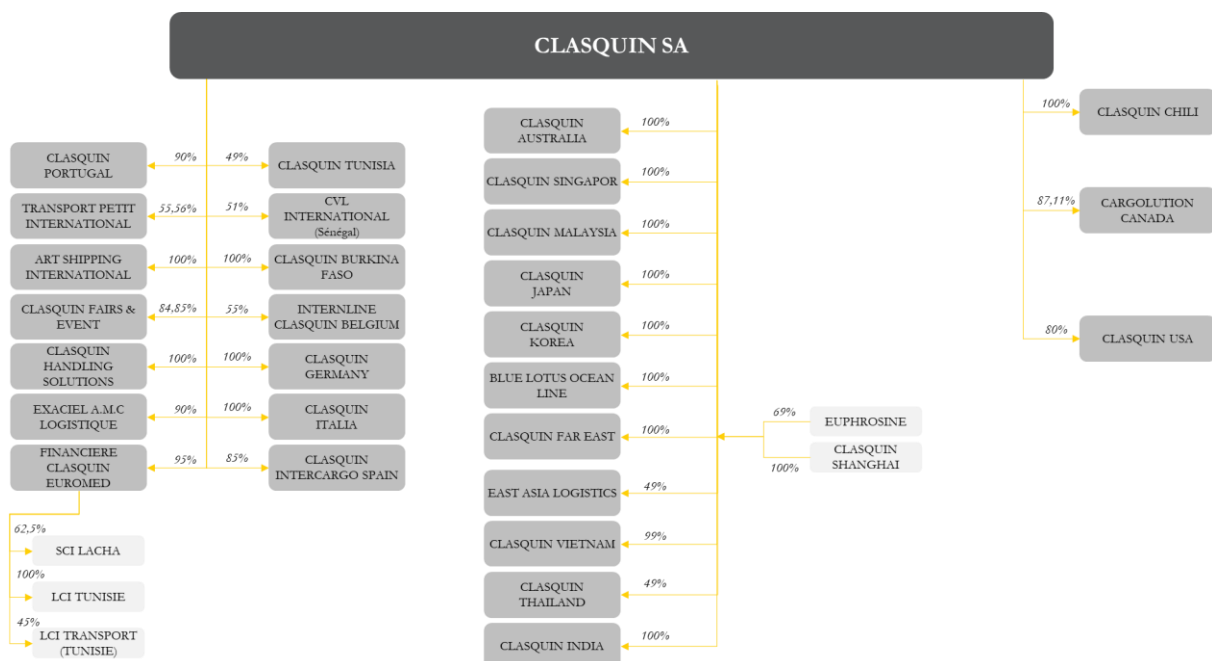 CLASQUIN SA
CLASQUIN
PORTUGAL
90%
49%
CLASQUIN TUNISIA
TRANSPORT PETIT
INTERNATIONAL
55,56%
51%
CVL
INTERNATIONAL
(Sénégal)
ART SHIPPING
INTERNATIONAL
100%
100%
CLASQUIN BURKINA
FASO
CLASQUIN FAIRS &
EVENT
84,85%
55%
INTERNLINE
CLASQUIN BELGIUM
CLASQUIN
HANDLING
SOLUTIONS
100%
100%
CLASQUIN
GERMANY
EXACIEL A.M.C
LOGISTIQUE
90%
100%
CLASQUIN
ITALIA
FINANCIERE
CLASQUIN
EUROMED
95%
85%
CLASQUIN
INTERCARGO SPAIN
62,5%
SCI LACHA
100%
LCI TUNISIE
45%
LCI TRANSPORT
(TUNISIE)
CLASQUIN
AUSTRALIA
100%
CLASQUIN SINGAPOR
100%
CLASQUIN MALAYSIA
100%
CLASQUIN
JAPAN
100%
CLASQUIN
KOREA
100%
BLUE LOTUS OCEAN
LINE
100%
CLASQUIN FAR EAST
100%
EAST ASIA LOGISTICS
49%
CLASQUIN VIETNAM
99%
CLASQUIN
THAILAND
49%
CLASQUIN INDIA
100%
69%
EUPHROSINE
CLASQUIN
SHANGHAI
100%
100%
CLASQUIN CHILI
87,11%
CARGOLUTION
CANADA
80%
CLASQUIN USA